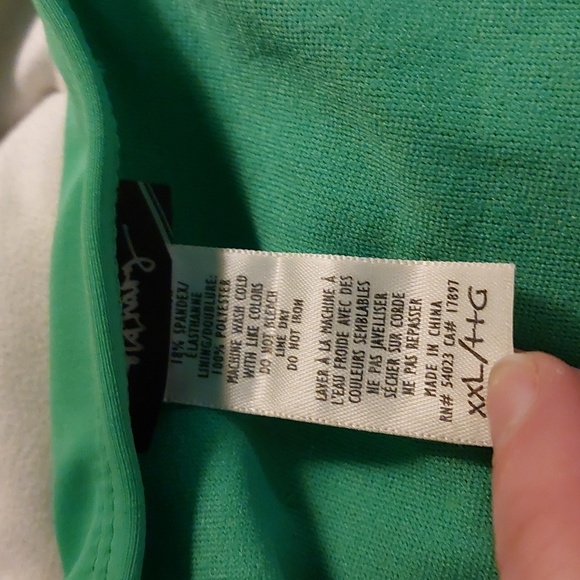 18% SPANDEX/
ÉLASTHANNE
LINING/DOUBLURE:
100% POLYESTER
MACHINE WASH COLD
WITH LIKE COLORS
DO NOT BLEACH
LINE DRY
DO NOT IRON
LAVER À LA MACHINE À
L'EAU FROIDE AVEC DES
COULEURS SEMBLABLES
NE PAS JAVELLISER
SÉCHER SUR CORDE
NE PAS REPASSER
MADE IN CHINA
RN# 54023 CA# 17897
XXL/TTG